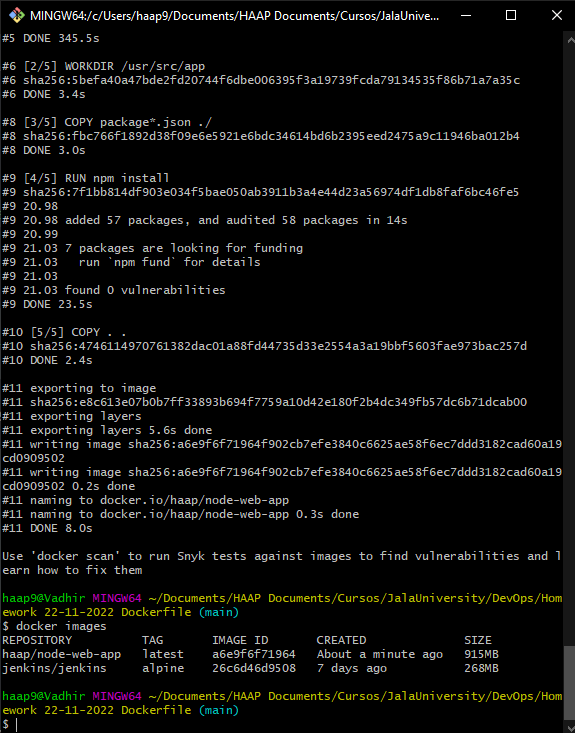 MINGW64:/c/Users/haap9/Documents/HAAP Documents/Cursos/JalaUnive...
#5 DONE 345.5s
#6 [2/5] WORKDIR /usr/src/app
#6 sha256:5befa40a47bde2fd20744f6dbe006395f3a19739fcda79134535f86b71a7a35c
#6 DONE 3.4s
#8 [3/5] COPY package*.json ./
#8 sha256:fbc766f1892d38f09e6e5921e6bdc34614bd6b2395eed2475a9c11946ba012b4
#8 DONE 3.0s
#9 [4/5] RUN npm install
#9 sha256:7f1bb814df903e034f5bae050ab3911b3a4e44d23a56974df1db8faf6bc46fe5
#9 20.98
#9 20.98 added 57 packages, and audited 58 packages in 14s
#9 20.99
#9 21.03 7 packages are looking for funding
#9 21.03   run `npm fund` for details
#9 21.03
#9 21.03 found 0 vulnerabilities
#9 DONE 23.5s
#10 [5/5] COPY . .
#10 sha256:4746114970761382dac01a88fd44735d33e2554a3a19bbf5603fae973bac257d
#10 DONE 2.4s
#11 exporting to image
#11 sha256:e8c613e07b0b7ff33893b694f7759a10d42e180f2b4dc349fb57dc6b71dcab00
#11 exporting layers
#11 exporting layers 5.6s done
#11 writing image sha256:a6e9f6f71964f902cb7efe3840c6625ae58f6ec7ddd3182cad60a19
cd0909502
#11 writing image sha256:a6e9f6f71964f902cb7efe3840c6625ae58f6ec7ddd3182cad60a19
cd0909502 0.2s done
#11 naming to docker.io/haap/node-web-app
#11 naming to docker.io/haap/node-web-app 0.3s done
#11 DONE 8.0s
Use 'docker scan' to run Snyk tests against images to find vulnerabilities and l
earn how to fix them
haap9@Vadhir MINGW64 ~/Documents/HAAP Documents/Cursos/JalaUniversity/DevOps/Hom
ework 22-11-2022 Dockerfile (main)
$ docker images
REPOSITORY          TAG       IMAGE ID       CREATED              SIZE
haap/node-web-app   latest    a6e9f6f71964   About a minute ago   915MB
jenkins/jenkins     alpine    26c6d46d9508   7 days ago           268MB
haap9@Vadhir MINGW64 ~/Documents/HAAP Documents/Cursos/JalaUniversity/DevOps/Hom
ework 22-11-2022 Dockerfile (main)
$